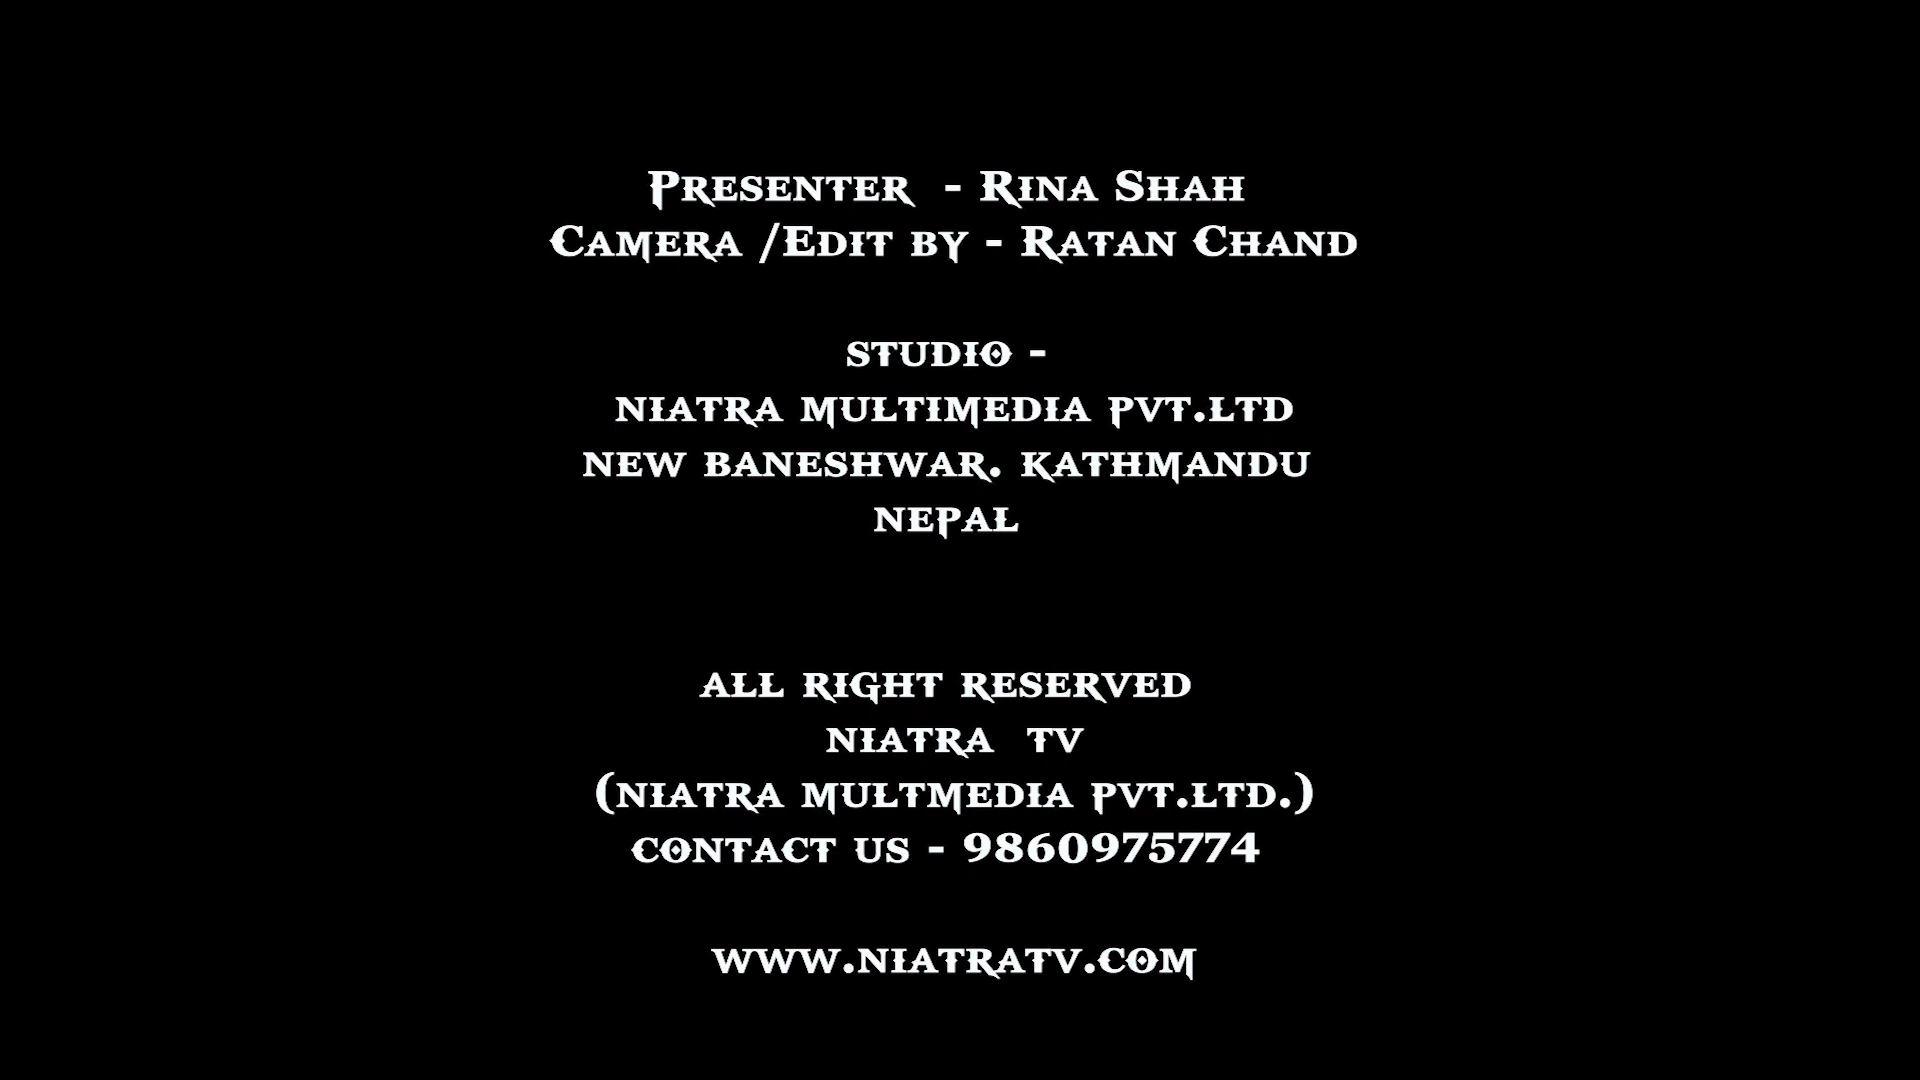 Presenter - Rina Shah
Camera /Edit by - Ratan Chand
studio -
niatra multimedia pvt.ltd
new baneshwar. kathmandu
nepal
all right reserved
niatra tv
(niatra multmedia pvt.ltd.)
contact us - 9860975774
www.niatratv.com